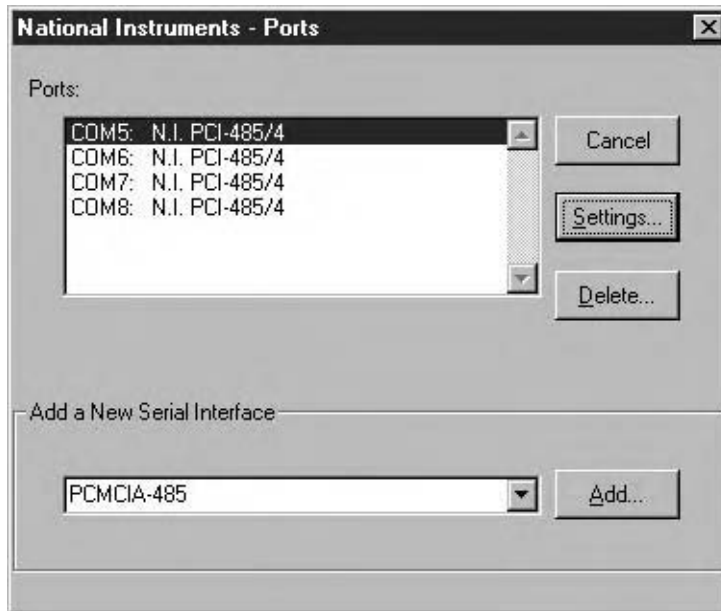 National Instruments - Ports
Ports:
COM5: N.I. PCI-485/4
COM6: N.I. PCI-485/4
COM7: N.I. PCI-485/4
COM8: N.I. PCI-485/4
Cancel
Settings...
Delete...
Add a New Serial Interface
PCMCIA-485
Add...